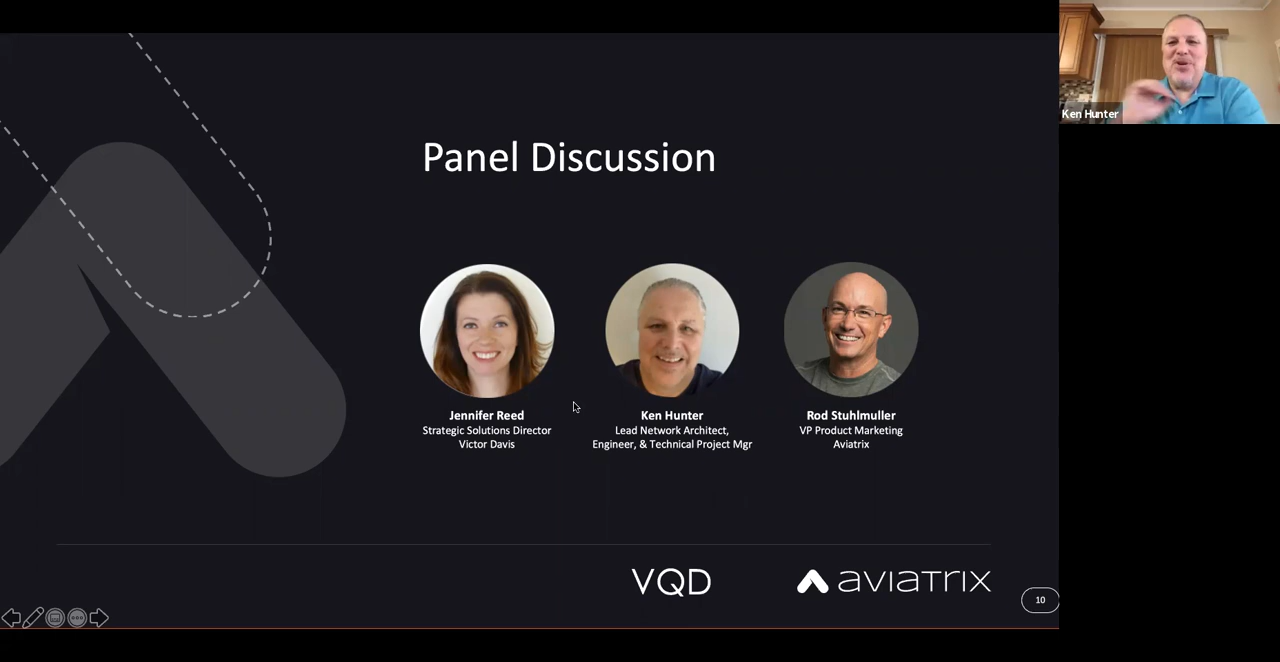 Panel Discussion
Jennifer Reed
Strategic Solutions Director
Victor Davis
Ken Hunter
Lead Network Architect,
Engineer, & Technical Project Mgr
Rod Stuhlmuller
VP Product Marketing
Aviatrix
VQD
aviatrix
10
Ken Hunter